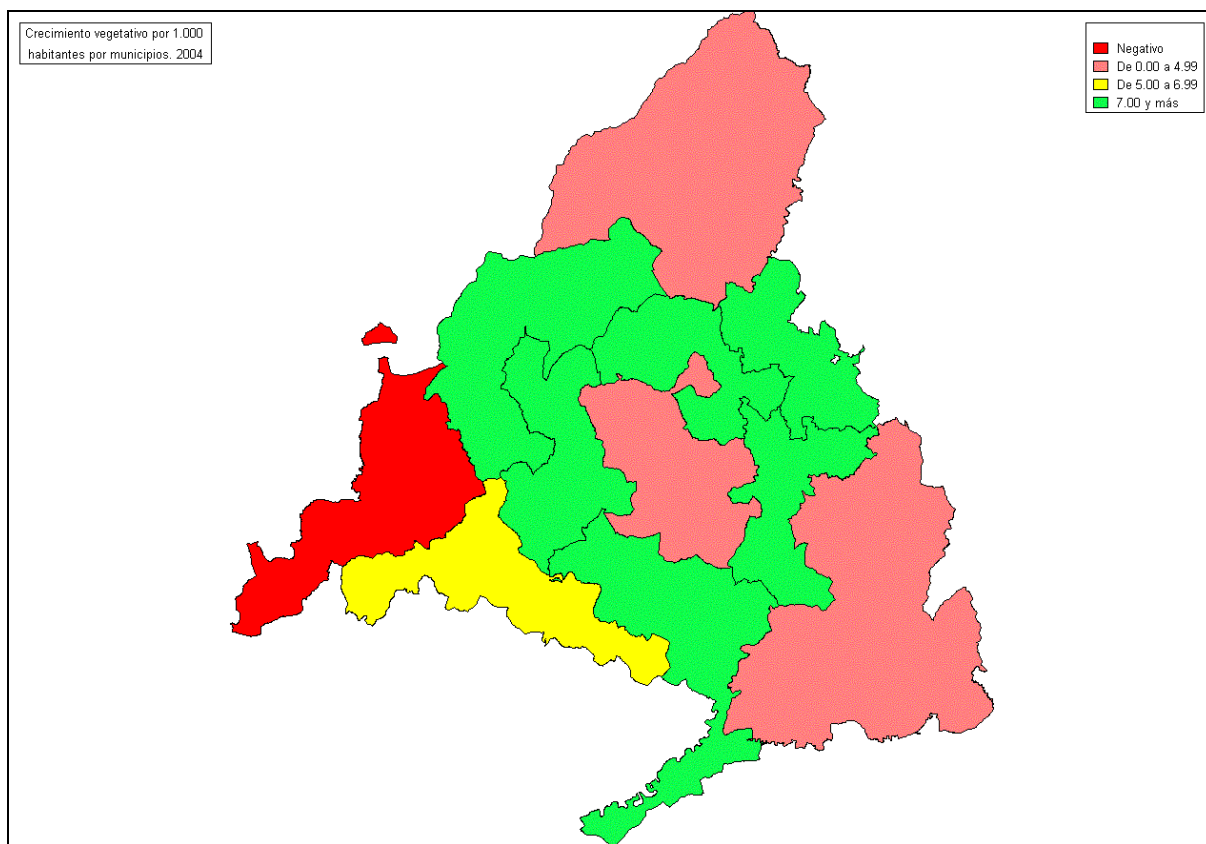 Crecimiento vegetativo por 1.000
habitantes por municipios. 2004
Negativo
De 0.00 a 4.99
De 5.00 a 6.99
7.00 y más